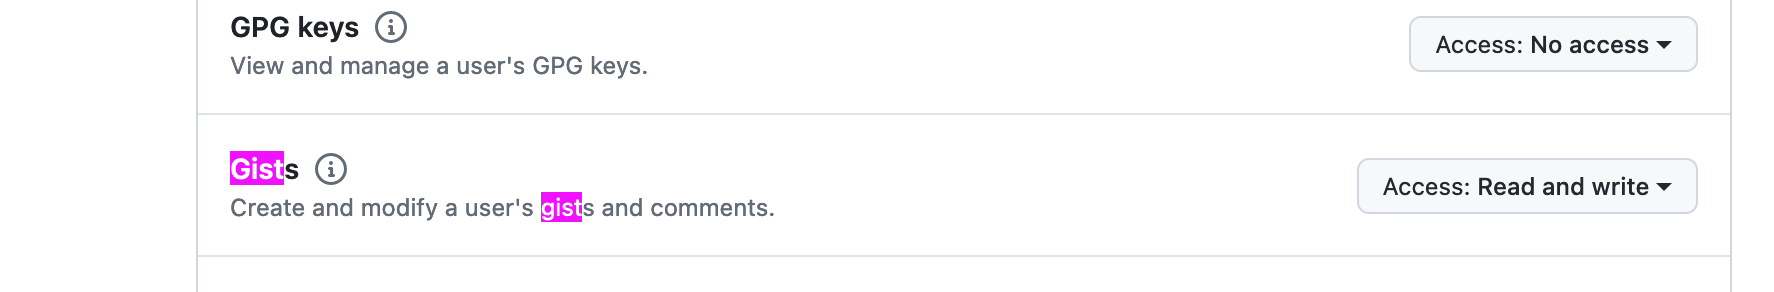 GPG keys
View and manage a user's GPG keys.
Access: No access
Gists
Create and modify a user's gists and comments.
Access: Read and write